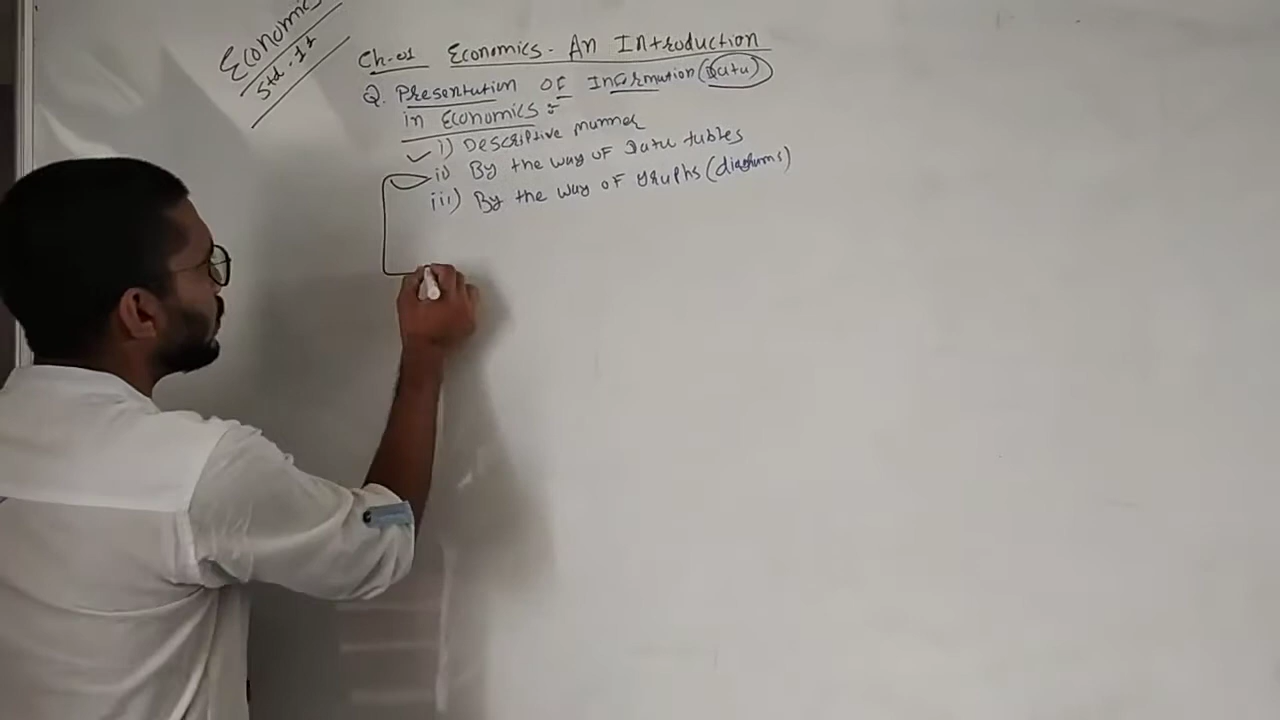 Economics
Std - 11
Ch-01 Economics - An Introduction
Q. Presentation of Information (Data)
in Economics :-
i) Descriptive manner
ii) By the way of Data tables
iii) By the way of graphs (diagrams)